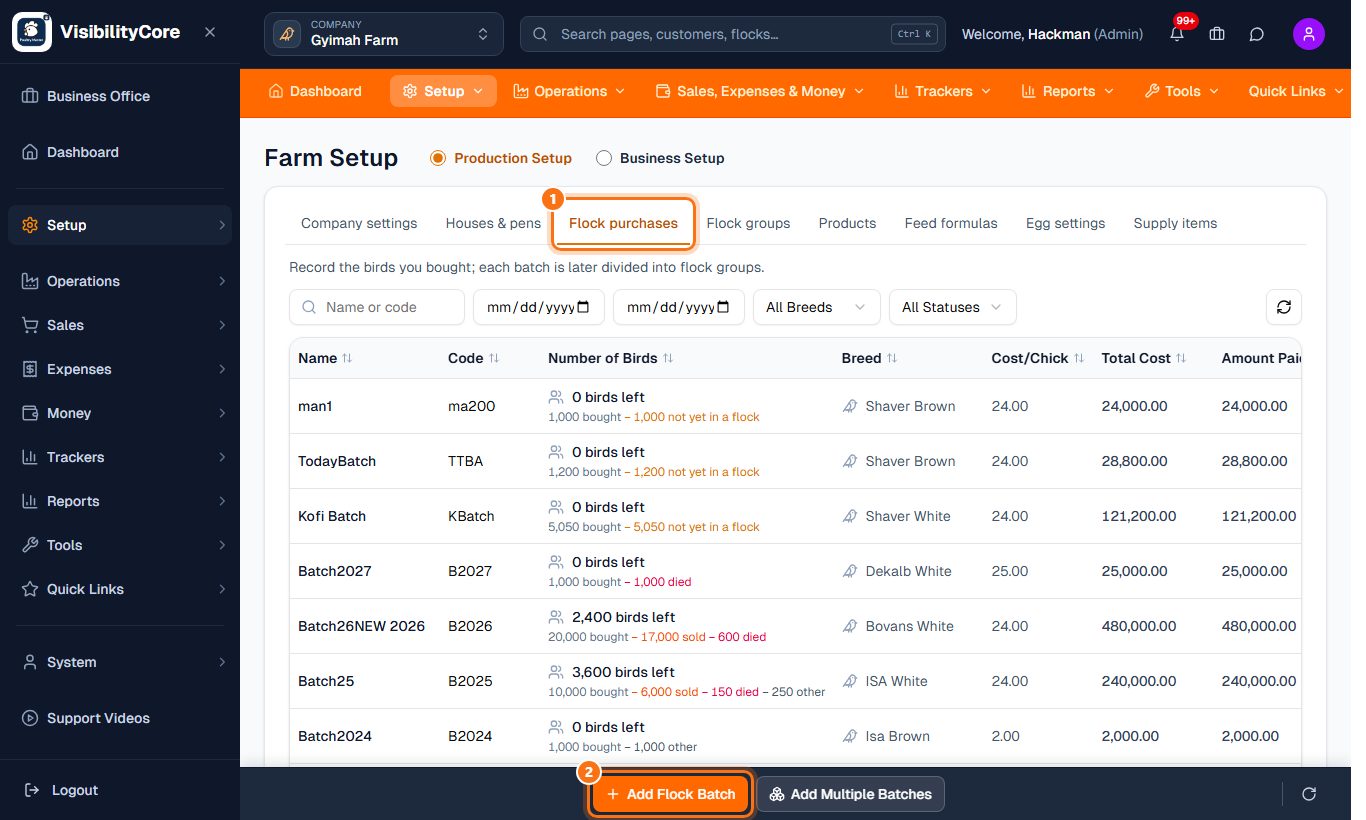 VisibilityCore
COMPANY
Gyimah Farm
Search pages, customers, flocks...
Ctrl K
Welcome, Hackman (Admin)
99+
Business Office
Dashboard
Setup
Operations
Sales
Expenses
Money
Trackers
Reports
Tools
Quick Links
System
Support Videos
Logout
Dashboard Setup Operations Sales, Expenses & Money Trackers Reports Tools Quick Links
Farm Setup Production Setup Business Setup
1
Company settings Houses & pens Flock purchases Flock groups Products Feed formulas Egg settings Supply items
Record the birds you bought; each batch is later divided into flock groups.
Name or code mm/dd/yyyy mm/dd/yyyy All Breeds All Statuses
Name Code Number of Birds Breed Cost/Chick Total Cost Amount Pai
man1 ma200 0 birds left Shaver Brown 24.00 24,000.00 24,000.00
1,000 bought – 1,000 not yet in a flock
TodayBatch TTBA 0 birds left Shaver Brown 24.00 28,800.00 28,800.00
1,200 bought – 1,200 not yet in a flock
Kofi Batch KBatch 0 birds left Shaver White 24.00 121,200.00 121,200.00
5,050 bought – 5,050 not yet in a flock
Batch2027 B2027 0 birds left Dekalb White 25.00 25,000.00 25,000.00
1,000 bought – 1,000 died
Batch26NEW 2026 B2026 2,400 birds left Bovans White 24.00 480,000.00 480,000.00
20,000 bought – 17,000 sold – 600 died
Batch25 B2025 3,600 birds left ISA White 24.00 240,000.00 240,000.00
10,000 bought – 6,000 sold – 150 died – 250 other
Batch2024 B2024 0 birds left Isa Brown 2.00 2,000.00 2,000.00
1,000 bought – 1,000 other
2
+ Add Flock Batch Add Multiple Batches